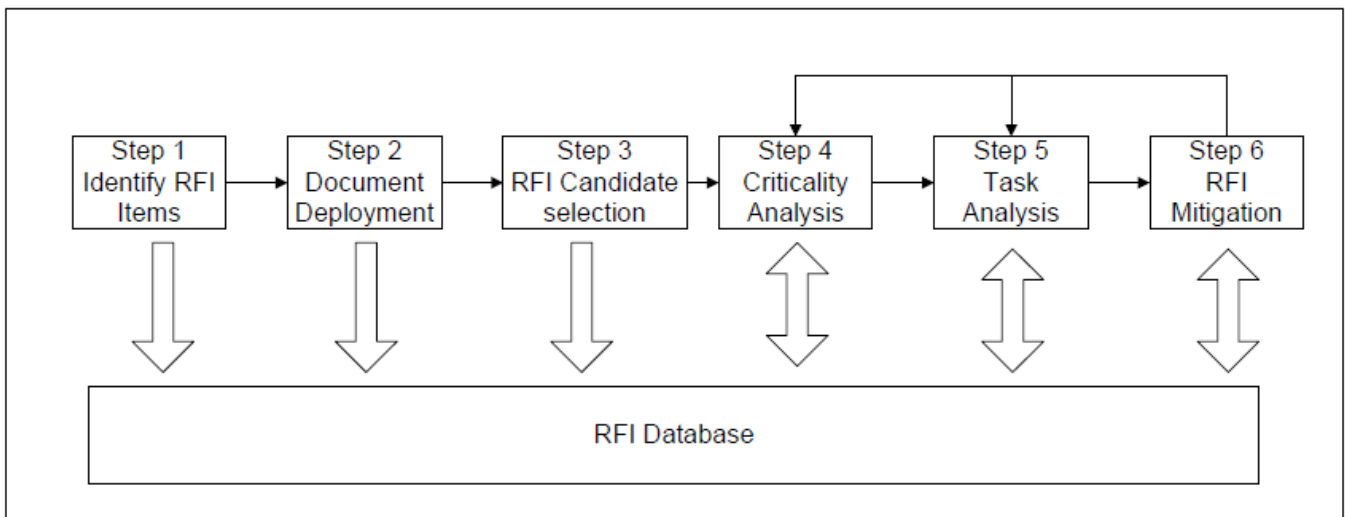 Step 1
Identify RFI
Items
Step 2
Document
Deployment
Step 3
RFI Candidate
selection
Step 4
Criticality
Analysis
Step 5
Task
Analysis
Step 6
RFI
Mitigation
RFI Database